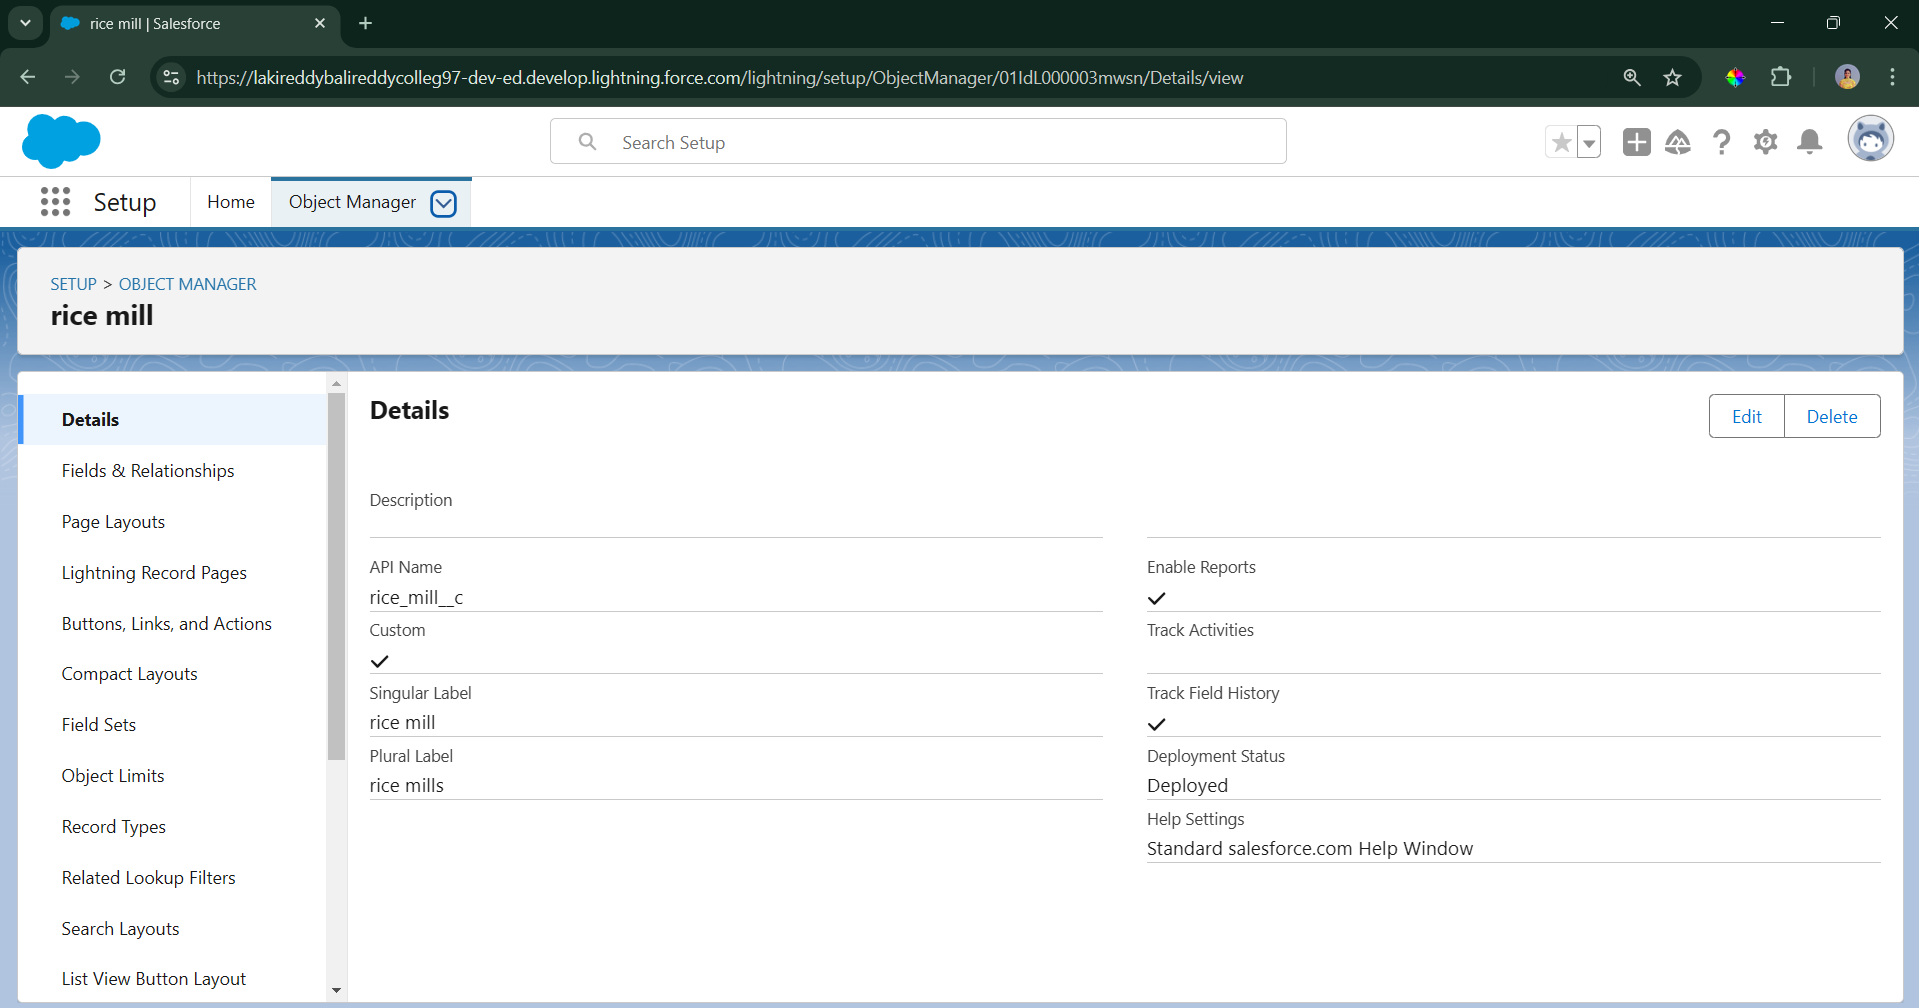 rice mill | Salesforce
https://lakireddybalireddycolleg97-dev-ed.develop.lightning.force.com/lightning/setup/ObjectManager/01IdL000003mwsn/Details/view
Search Setup
Setup
Home
Object Manager
SETUP > OBJECT MANAGER
rice mill
Details
Fields & Relationships
Page Layouts
Lightning Record Pages
Buttons, Links, and Actions
Compact Layouts
Field Sets
Object Limits
Record Types
Related Lookup Filters
Search Layouts
List View Button Layout
Details
Edit
Delete
Description
API Name
rice_mill__c
Custom
Singular Label
rice mill
Plural Label
rice mills
Enable Reports
Track Activities
Track Field History
Deployment Status
Deployed
Help Settings
Standard salesforce.com Help Window